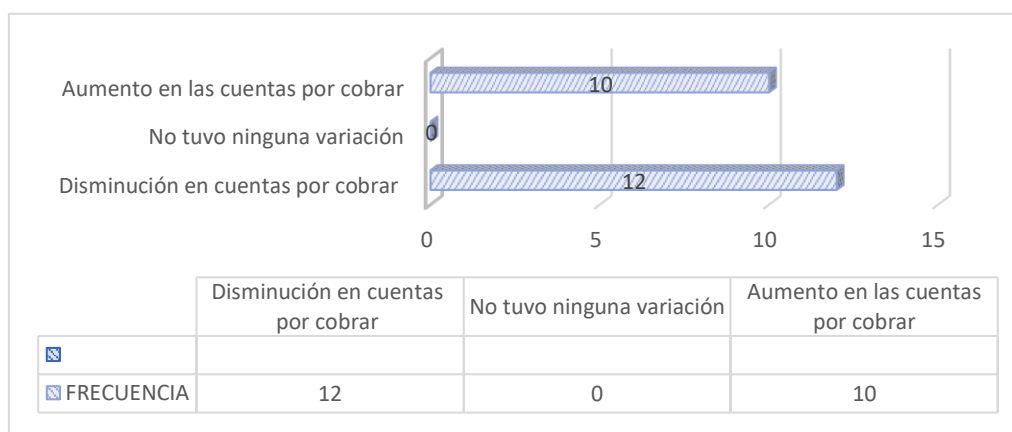 Aumento en las cuentas por cobrar
10
No tuvo ninguna variación
0
Disminución en cuentas por cobrar
12
0 5 10 15
Disminución en cuentas
por cobrar
No tuvo ninguna variación
Aumento en las cuentas
por cobrar
FRECUENCIA 12 0 10